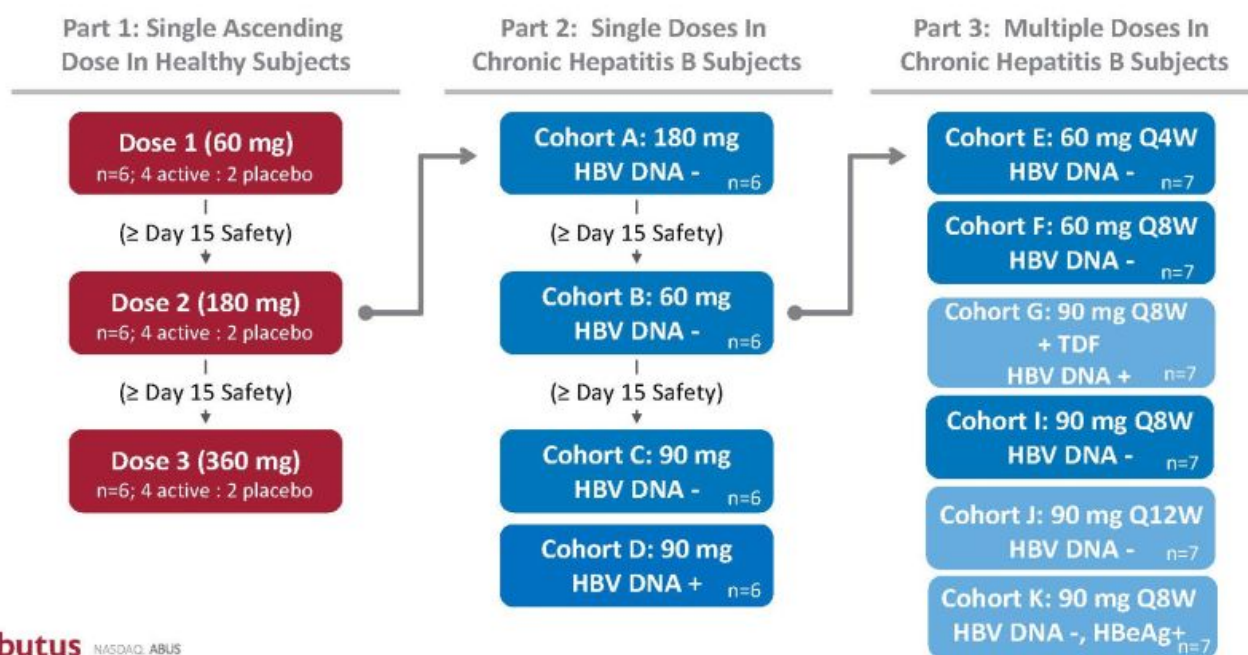 Part 1: Single Ascending
Dose In Healthy Subjects
Dose 1 (60 mg)
n=6; 4 active : 2 placebo
(≥ Day 15 Safety)
Dose 2 (180 mg)
n=6; 4 active : 2 placebo
(≥ Day 15 Safety)
Dose 3 (360 mg)
n=6; 4 active : 2 placebo
Part 2: Single Doses In
Chronic Hepatitis B Subjects
Cohort A: 180 mg
HBV DNA -
n=6
(≥ Day 15 Safety)
Cohort B: 60 mg
HBV DNA -
n=6
(≥ Day 15 Safety)
Cohort C: 90 mg
HBV DNA -
n=6
Cohort D: 90 mg
HBV DNA +
n=6
Part 3: Multiple Doses In
Chronic Hepatitis B Subjects
Cohort E: 60 mg Q4W
HBV DNA -
n=7
Cohort F: 60 mg Q8W
HBV DNA -
n=7
Cohort G: 90 mg Q8W
+ TDF
HBV DNA +
n=7
Cohort I: 90 mg Q8W
HBV DNA -
n=7
Cohort J: 90 mg Q12W
HBV DNA -
n=7
Cohort K: 90 mg Q8W
HBV DNA -, HBeAg+
n=7
butus NASDAQ: ABUS